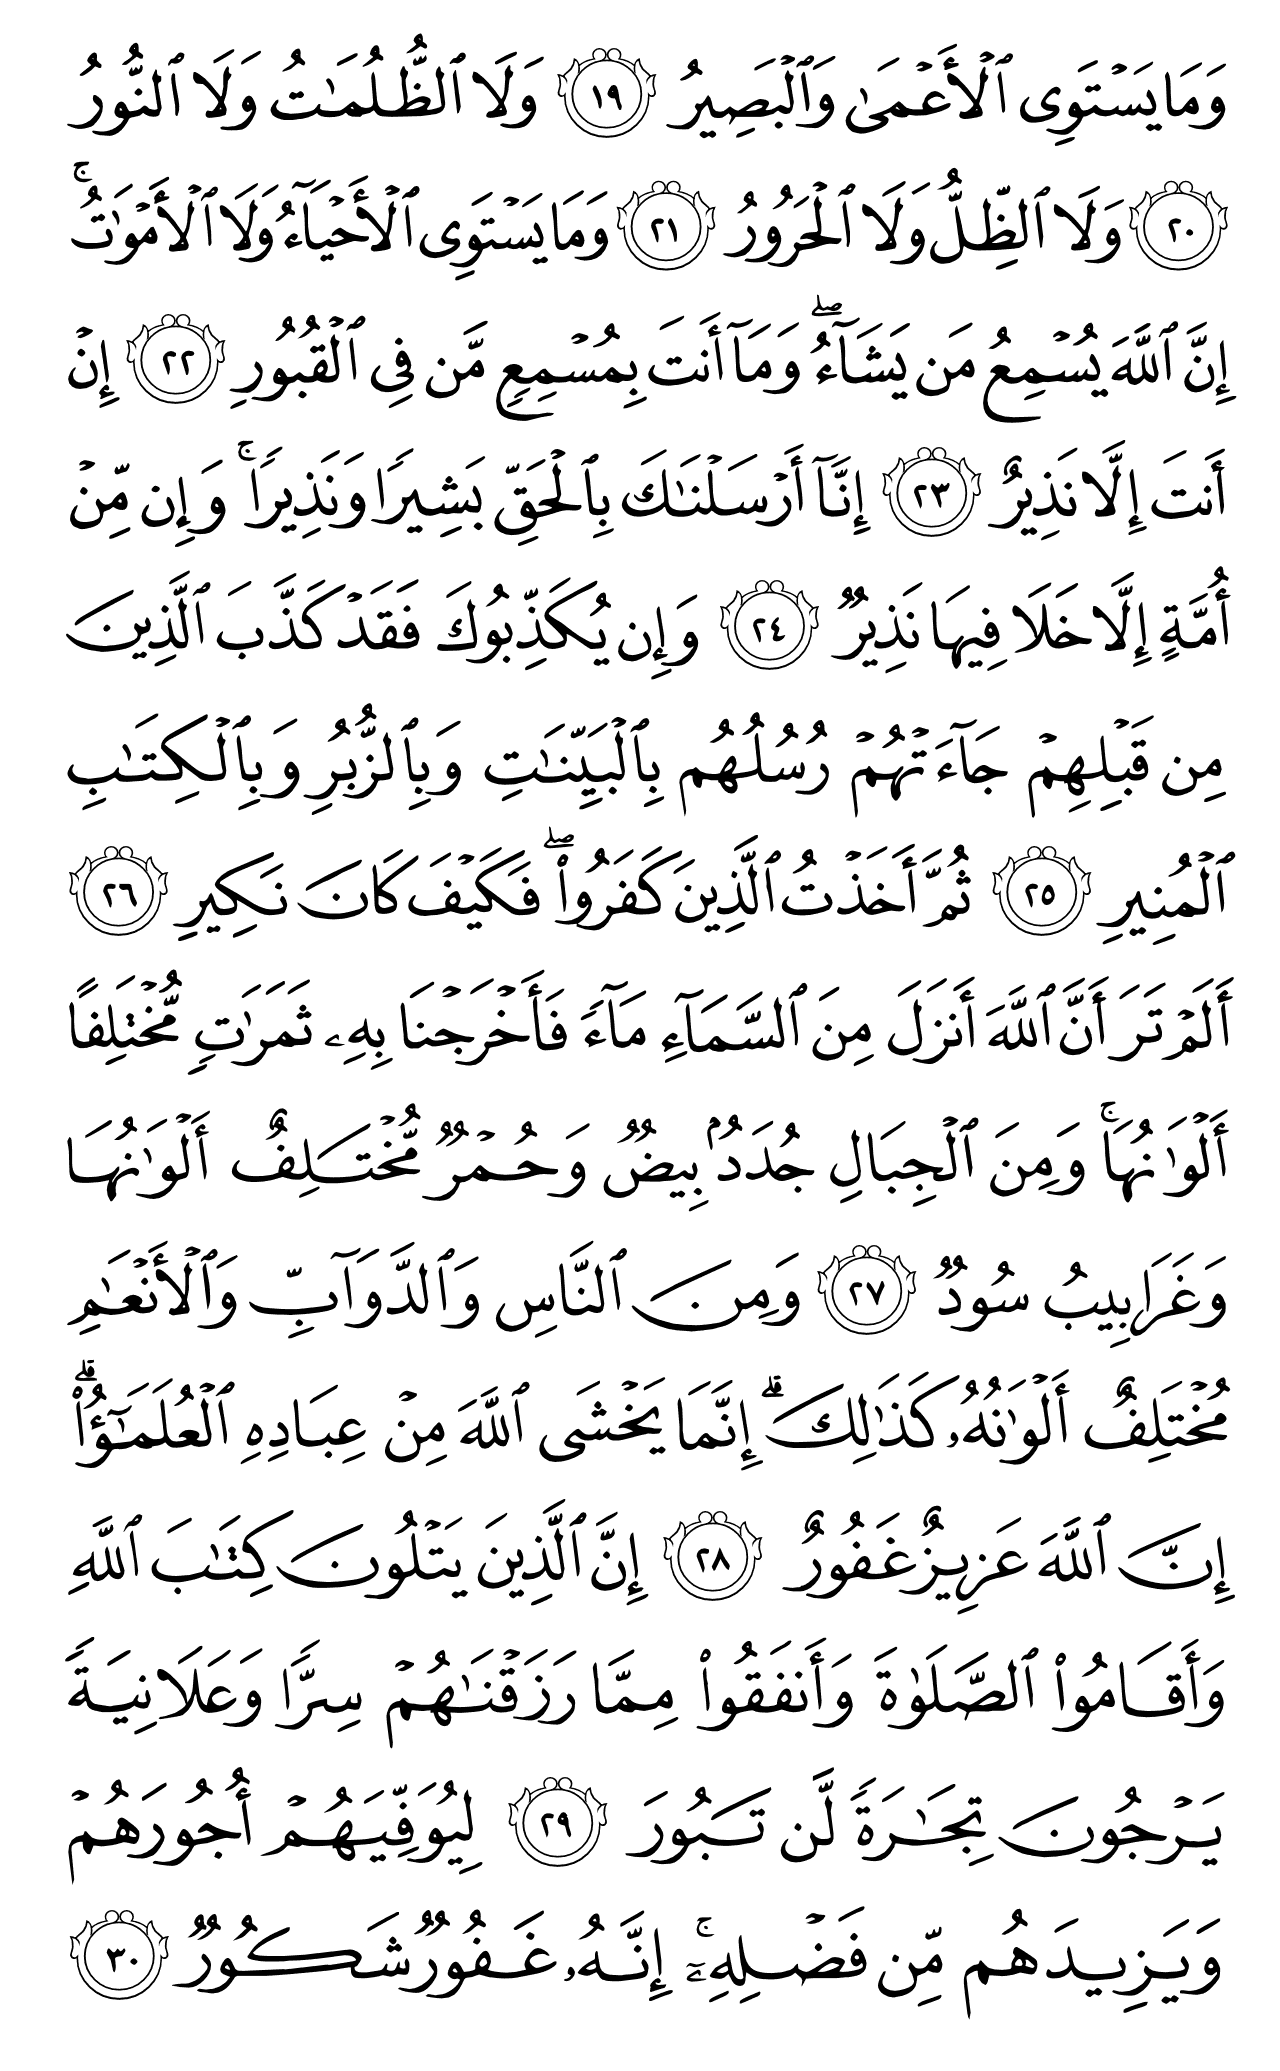 وَمَا يَسْتَوِى ٱلْأَعْمَىٰ وَٱلْبَصِيرُ ١٩ وَلَا ٱلظُّلُمَٰتُ وَلَا ٱلنُّورُ
٢٠ وَلَا ٱلظِّلُّ وَلَا ٱلْحَرُورُ ٢١ وَمَا يَسْتَوِى ٱلْأَحْيَآءُ وَلَا ٱلْأَمْوَٰتُ ۚ
إِنَّ ٱللَّهَ يُسْمِعُ مَن يَشَآءُ ۖ وَمَآ أَنتَ بِمُسْمِعٍ مَّن فِى ٱلْقُبُورِ ٢٢ إِنْ
أَنتَ إِلَّا نَذِيرٌ ٢٣ إِنَّآ أَرْسَلْنَٰكَ بِٱلْحَقِّ بَشِيرًا وَنَذِيرًا ۚ وَإِن مِّنْ
أُمَّةٍ إِلَّا خَلَا فِيهَا نَذِيرٌ ٢٤ وَإِن يُكَذِّبُوكَ فَقَدْ كَذَّبَ ٱلَّذِينَ
مِن قَبْلِهِمْ جَآءَتْهُمْ رُسُلُهُم بِٱلْبَيِّنَٰتِ وَبِٱلزُّبُرِ وَبِٱلْكِتَٰبِ
ٱلْمُنِيرِ ٢٥ ثُمَّ أَخَذْتُ ٱلَّذِينَ كَفَرُوا۟ ۖ فَكَيْفَ كَانَ نَكِيرِ ٢٦
أَلَمْ تَرَ أَنَّ ٱللَّهَ أَنزَلَ مِنَ ٱلسَّمَآءِ مَآءً فَأَخْرَجْنَا بِهِۦ ثَمَرَٰتٍ مُّخْتَلِفًا
أَلْوَٰنُهَا ۚ وَمِنَ ٱلْجِبَالِ جُدَدٌۢ بِيضٌ وَحُمْرٌ مُّخْتَلِفٌ أَلْوَٰنُهَا
وَغَرَابِيبُ سُودٌ ٢٧ وَمِنَ ٱلنَّاسِ وَٱلدَّوَآبِّ وَٱلْأَنْعَٰمِ
مُخْتَلِفٌ أَلْوَٰنُهُۥ كَذَٰلِكَ ۗ إِنَّمَا يَخْشَى ٱللَّهَ مِنْ عِبَادِهِ ٱلْعُلَمَٰٓؤُا۟ ۗ
إِنَّ ٱللَّهَ عَزِيزٌ غَفُورٌ ٢٨ إِنَّ ٱلَّذِينَ يَتْلُونَ كِتَٰبَ ٱللَّهِ
وَأَقَامُوا۟ ٱلصَّلَوٰةَ وَأَنفَقُوا۟ مِمَّا رَزَقْنَٰهُمْ سِرًّا وَعَلَانِيَةً
يَرْجُونَ تِجَٰرَةً لَّن تَبُورَ ٢٩ لِيُوَفِّيَهُمْ أُجُورَهُمْ
وَيَزِيدَهُم مِّن فَضْلِهِۦٓ ۚ إِنَّهُۥ غَفُورٌ شَكُورٌ ٣٠